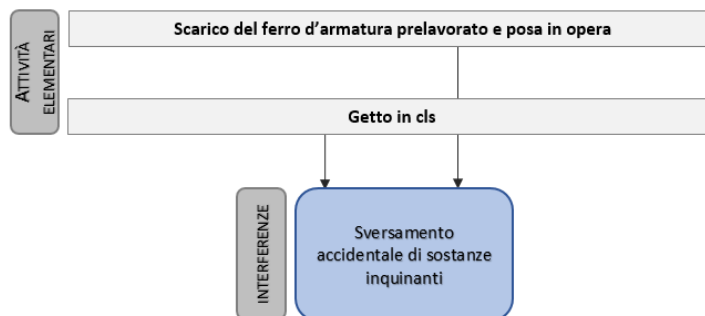 ATTIVITÀ
ELEMENTARI
Scarico del ferro d’armatura prelavorato e posa in opera
Getto in cls
INTERFERENZE
Sversamento
accidentale di sostanze
inquinanti